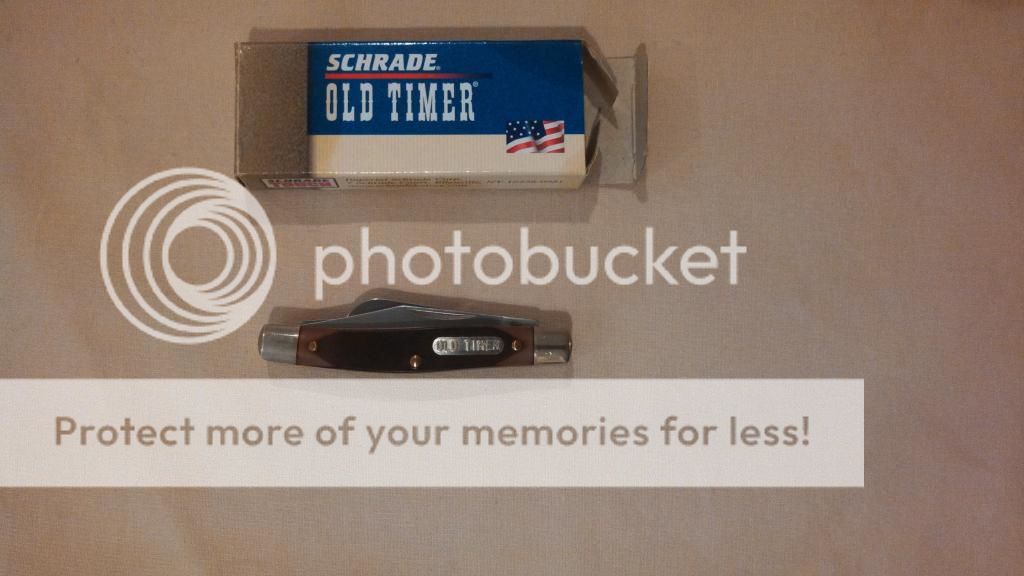 SCHRADE®
OLD TIMER®
photobucket
OLD TIMER
Protect more of your memories for less!